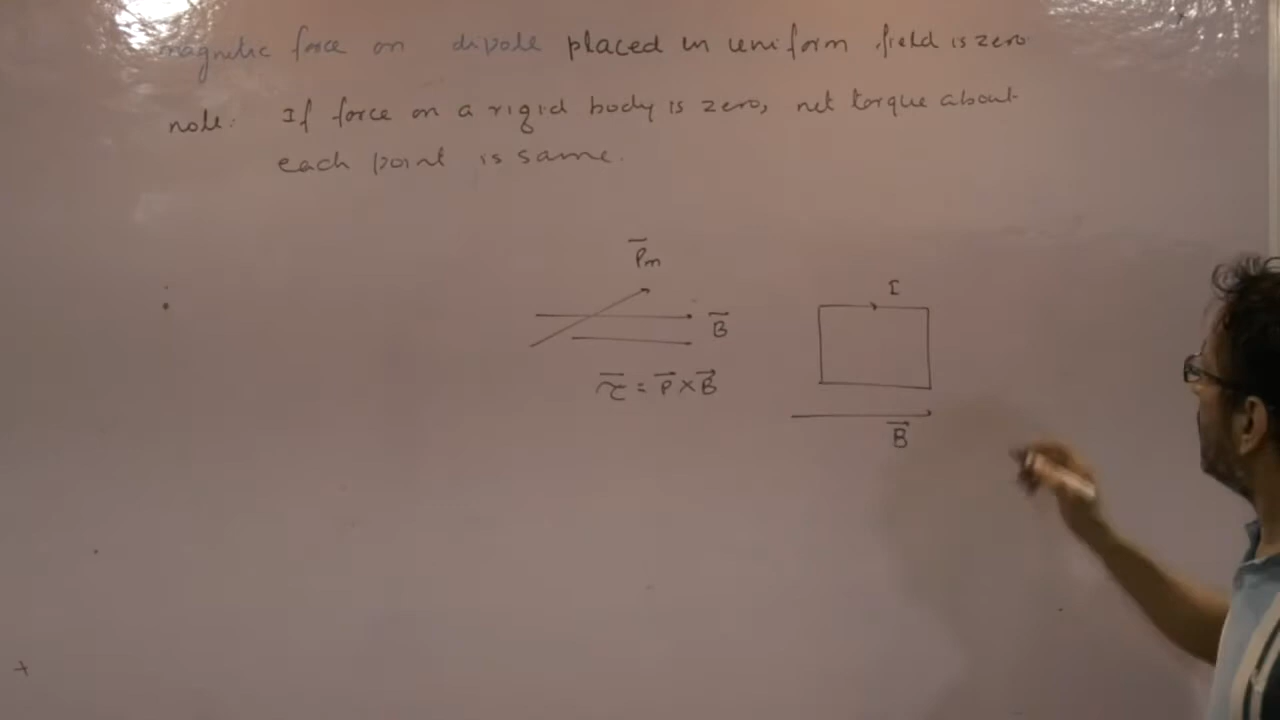 magnetic force on dipole placed in uniform field is zero
note: If force on a rigid body is zero, net torque about
each point is same.
P̅m
I
B̅
τ̅ = P⃗ × B⃗
B⃗